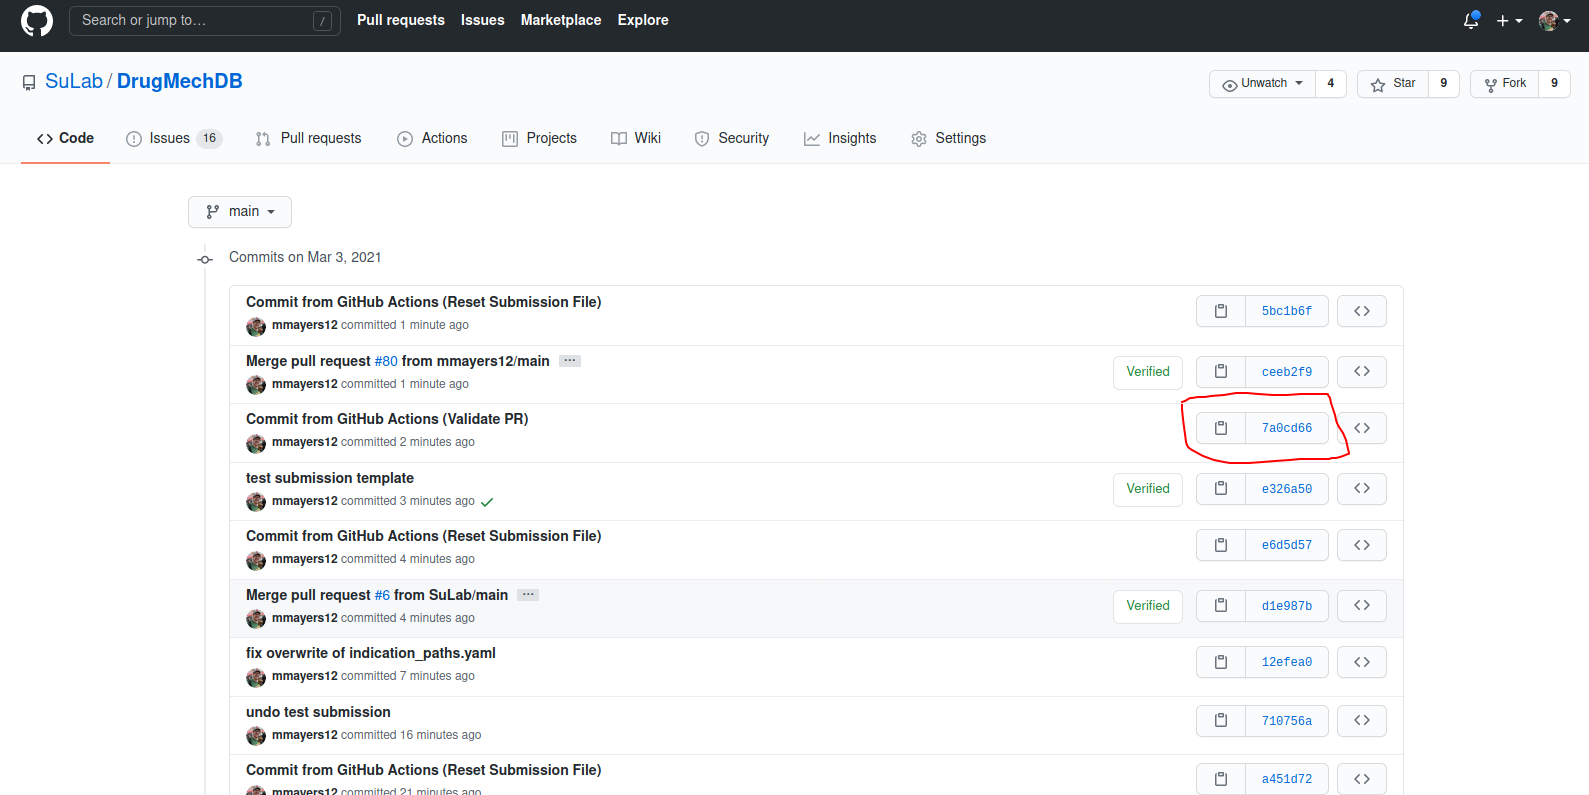 Search or jump to… / Pull requests Issues Marketplace Explore
SuLab / DrugMechDB Unwatch 4 Star 9 Fork 9
Code Issues 16 Pull requests Actions Projects Wiki Security Insights Settings
main
Commits on Mar 3, 2021
Commit from GitHub Actions (Reset Submission File)
mmayers12 committed 1 minute ago
5bc1b6f
Merge pull request #80 from mmayers12/main …
mmayers12 committed 1 minute ago
Verified ceeb2f9
Commit from GitHub Actions (Validate PR)
mmayers12 committed 2 minutes ago
7a0cd66
test submission template
mmayers12 committed 3 minutes ago
Verified e326a50
Commit from GitHub Actions (Reset Submission File)
mmayers12 committed 4 minutes ago
e6d5d57
Merge pull request #6 from SuLab/main …
mmayers12 committed 4 minutes ago
Verified d1e987b
fix overwrite of indication_paths.yaml
mmayers12 committed 7 minutes ago
12efea0
undo test submission
mmayers12 committed 16 minutes ago
710756a
Commit from GitHub Actions (Reset Submission File)
mmayers12 committed 21 minutes ago
a451d72